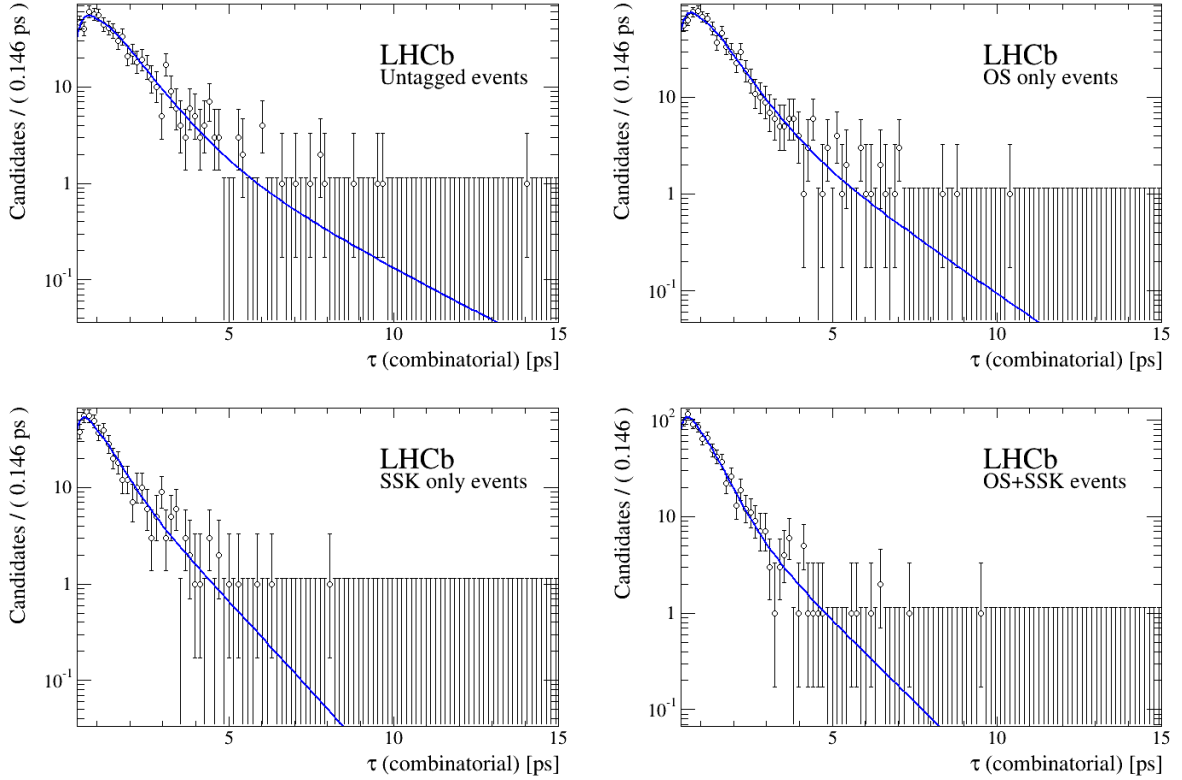 Candidates / ( 0.146 ps )
10
1
10⁻¹
LHCb
Untagged events
5 10 15
τ (combinatorial) [ps]
Candidates / ( 0.146 ps )
10
1
10⁻¹
LHCb
OS only events
5 10 15
τ (combinatorial) [ps]
Candidates / ( 0.146 ps )
10
1
10⁻¹
LHCb
SSK only events
5 10 15
τ (combinatorial) [ps]
Candidates / ( 0.146 )
10²
10
1
10⁻¹
LHCb
OS+SSK events
5 10 15
τ (combinatorial) [ps]